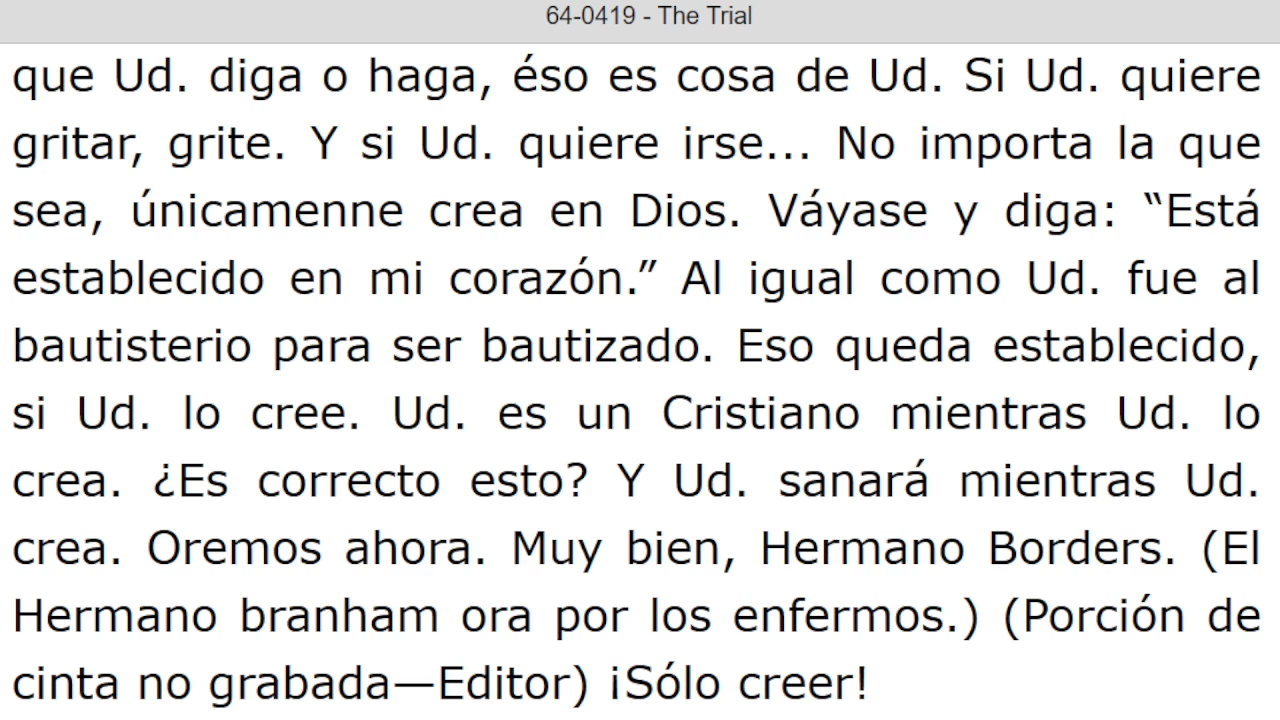 64-0419 - The Trial
que Ud. diga o haga, éso es cosa de Ud. Si Ud. quiere
gritar, grite. Y si Ud. quiere irse... No importa la que
sea, únicamenne crea en Dios. Váyase y diga: “Está
establecido en mi corazón.” Al igual como Ud. fue al
bautisterio para ser bautizado. Eso queda establecido,
si Ud. lo cree. Ud. es un Cristiano mientras Ud. lo
crea. ¿Es correcto esto? Y Ud. sanará mientras Ud.
crea. Oremos ahora. Muy bien, Hermano Borders. (El
Hermano branham ora por los enfermos.) (Porción de
cinta no grabada—Editor) ¡Sólo creer!